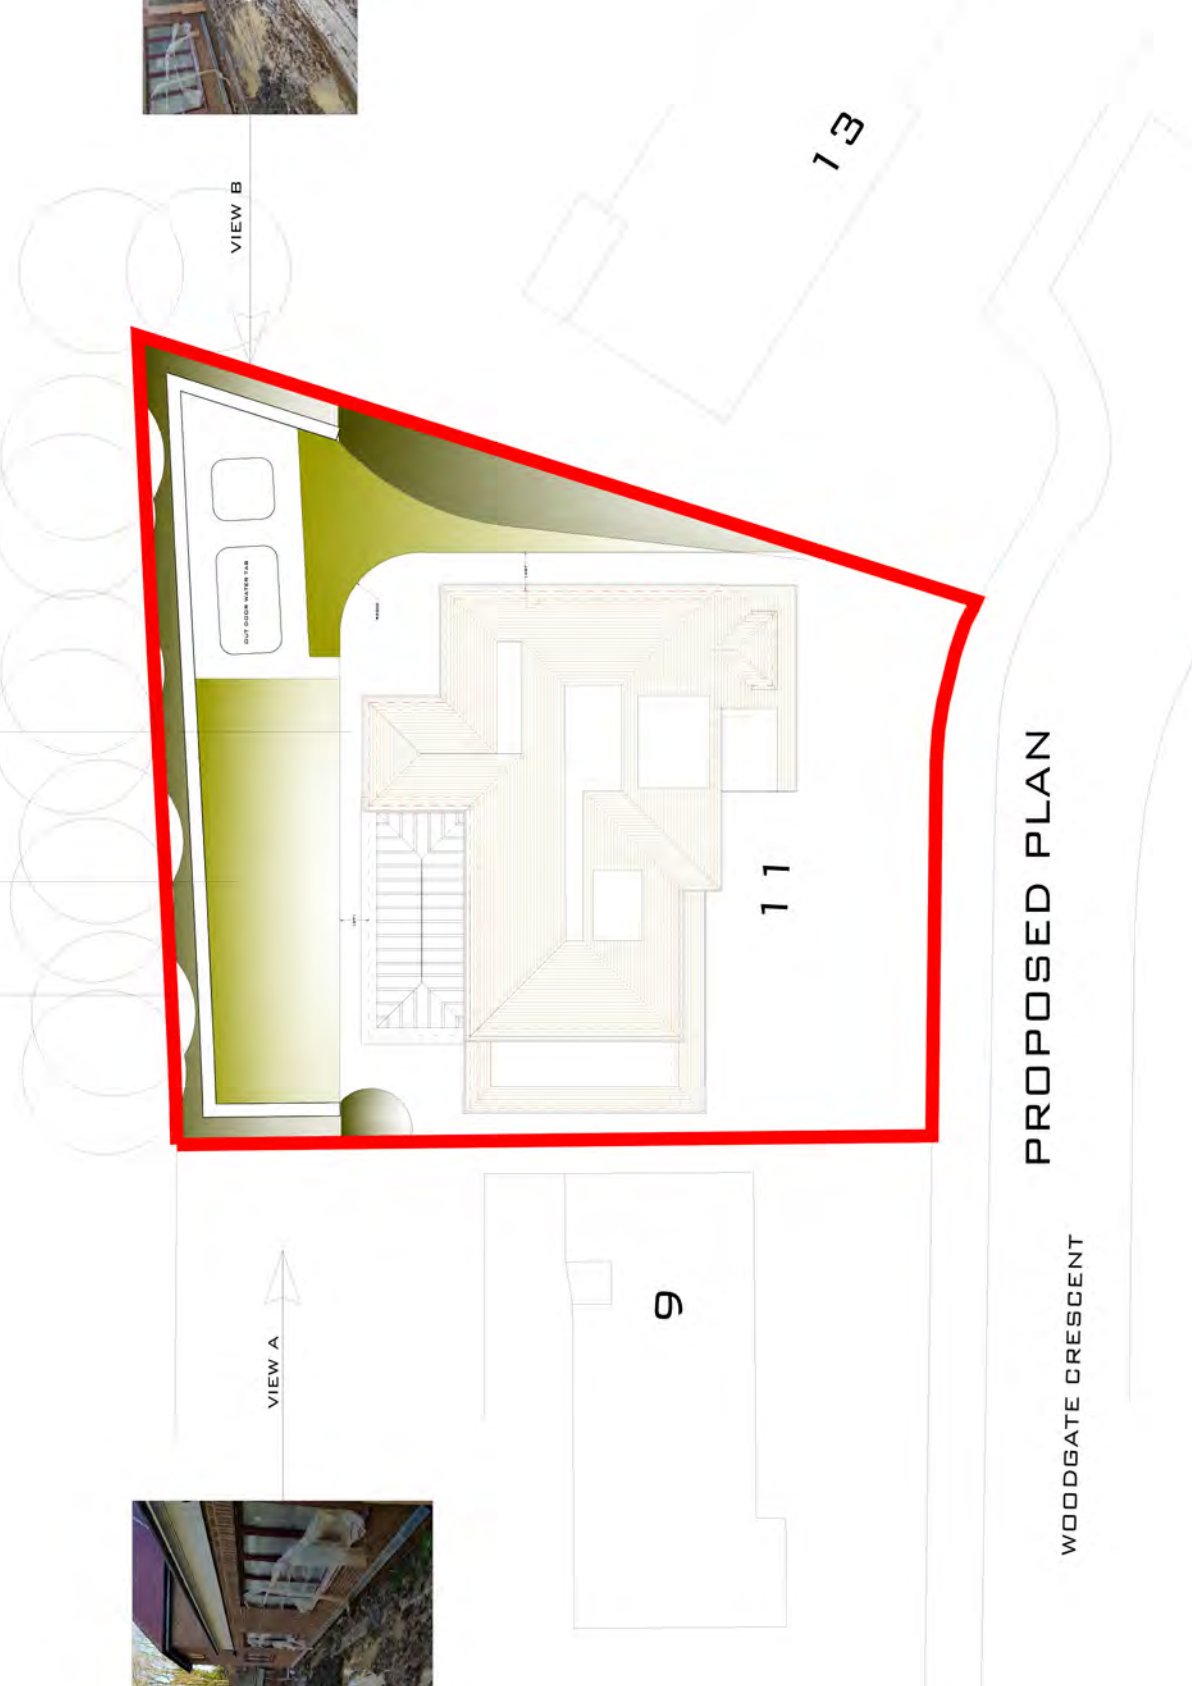 VIEW B
13
OUT DOOR WATER TAB
11
PROPOSED PLAN
9
VIEW A
WOODGATE CRESCENT